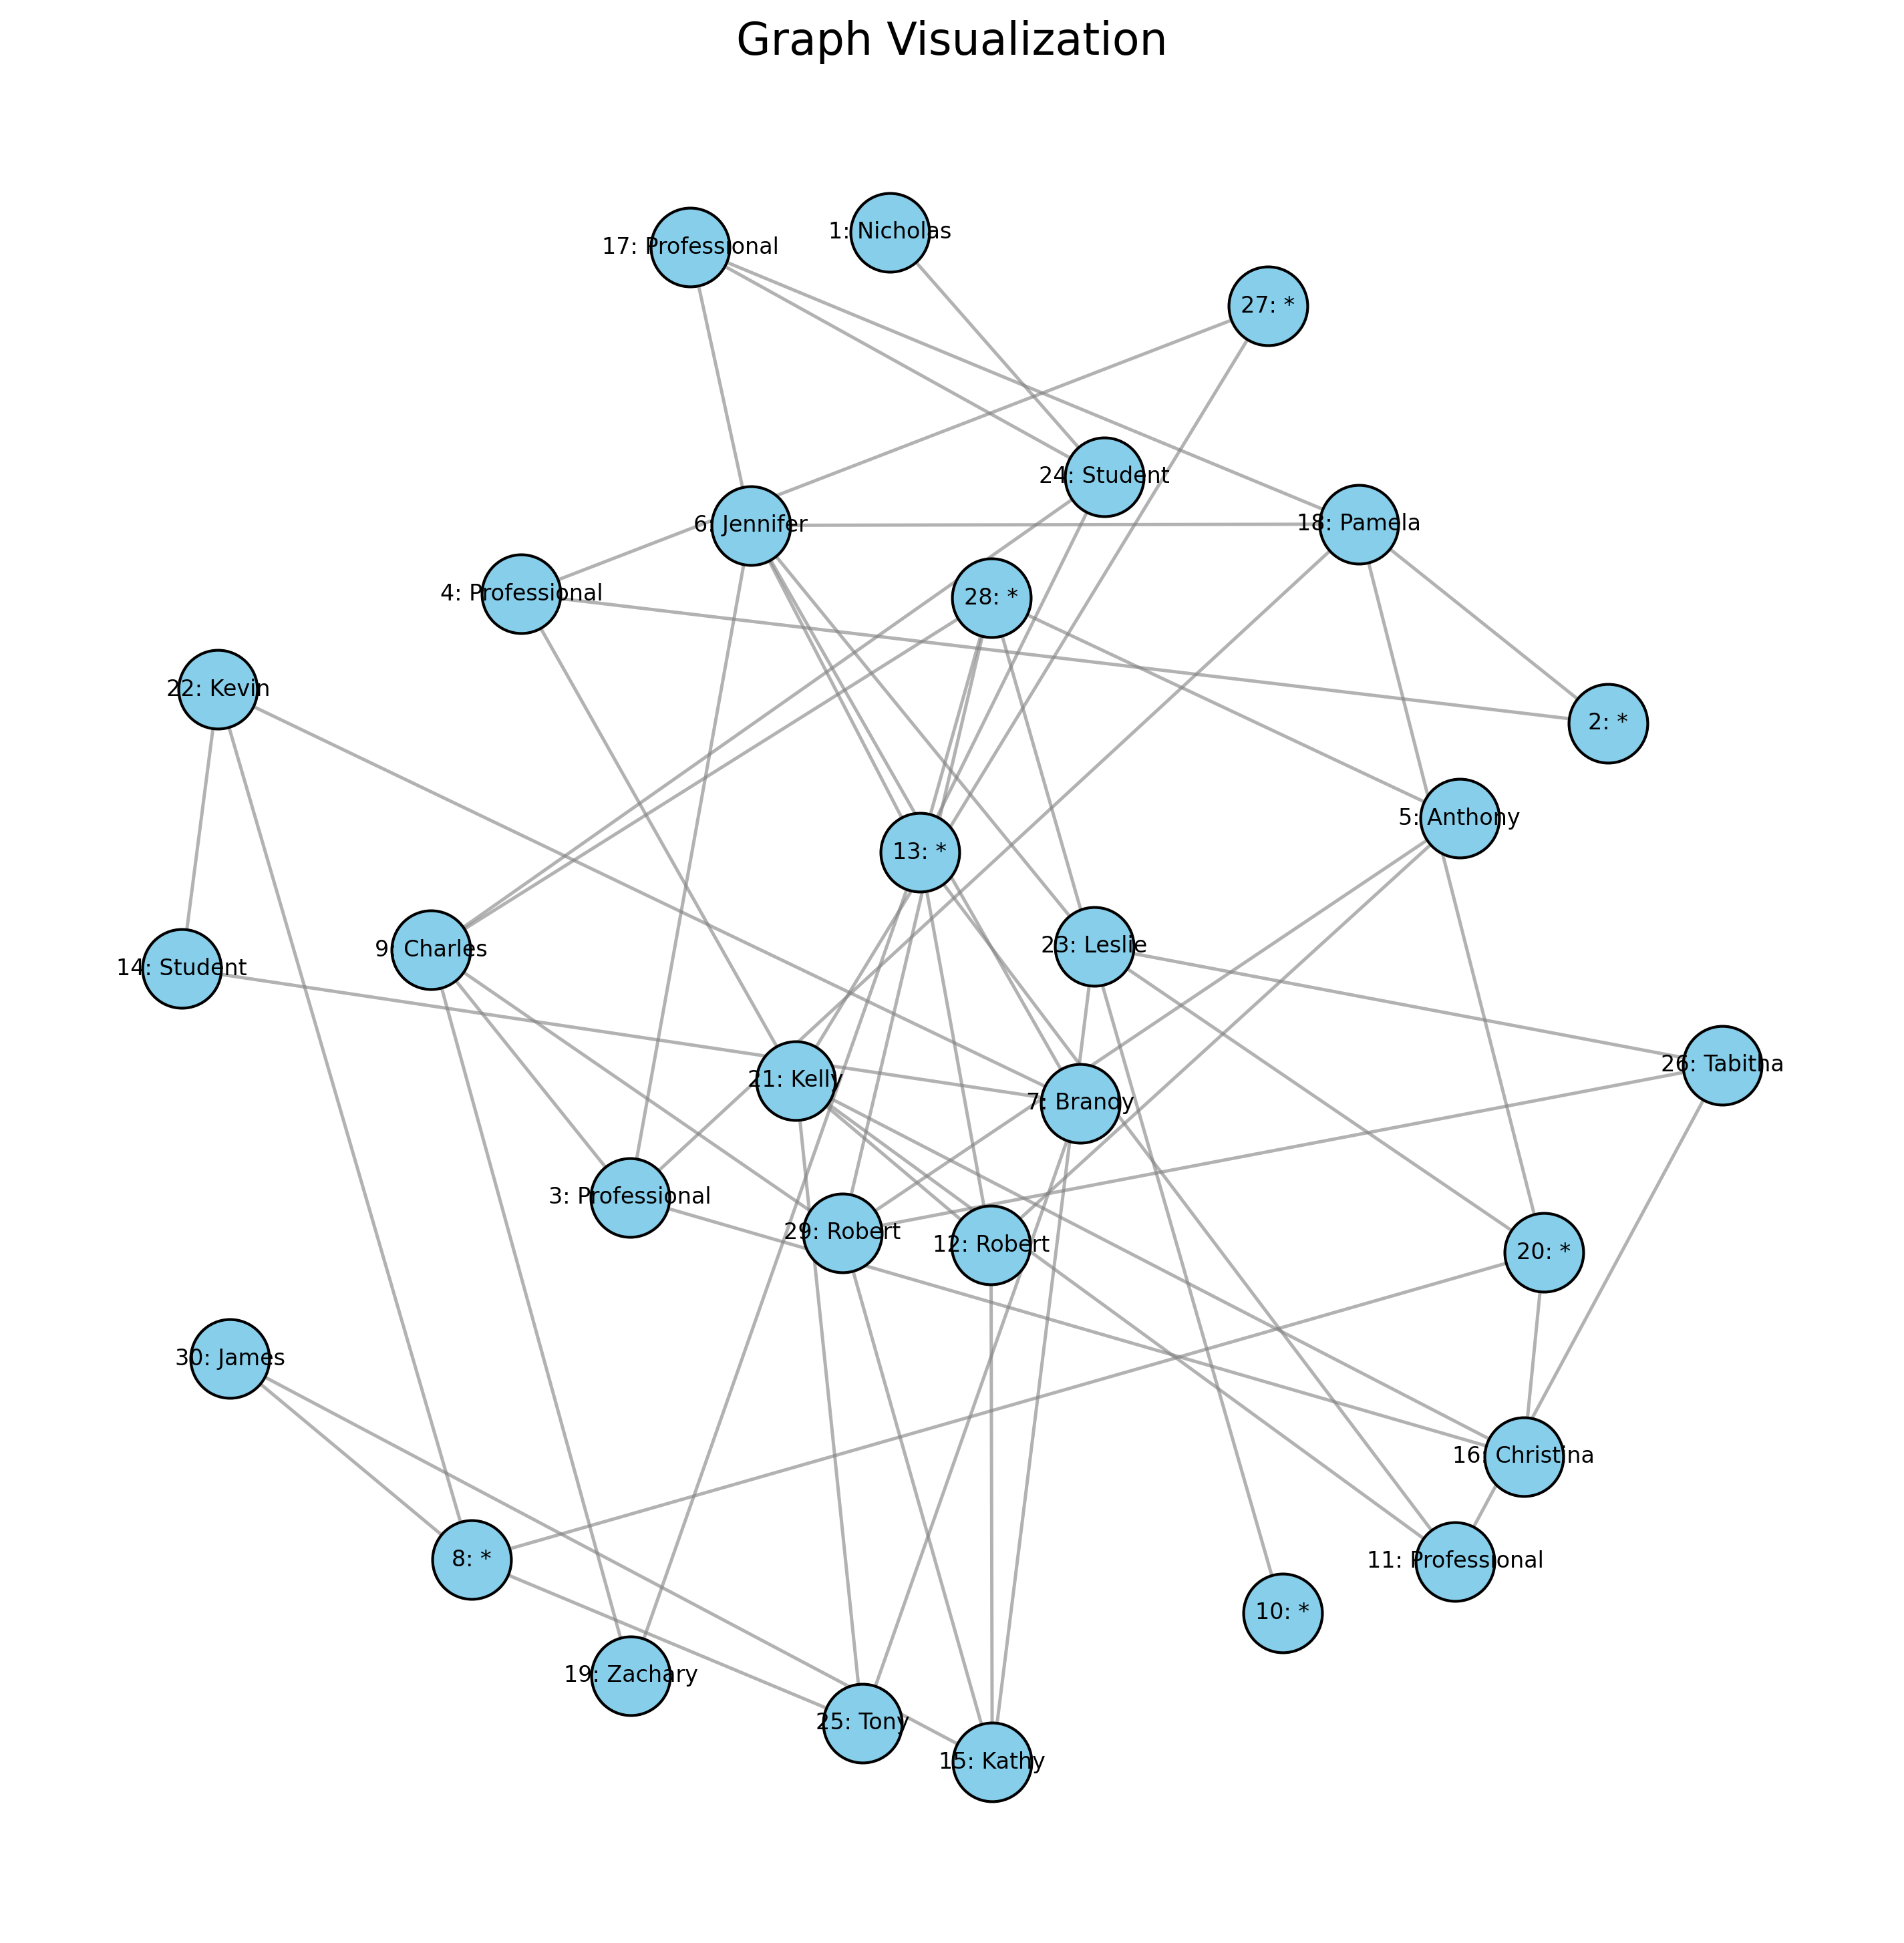 Graph Visualization
1: Nicholas
17: Professional
27: *
24: Student
18: Pamela
6: Jennifer
4: Professional
28: *
22: Kevin
2: *
5: Anthony
13: *
23: Leslie
9: Charles
14: Student
26: Tabitha
21: Kelly
7: Brandy
3: Professional
29: Robert
12: Robert
20: *
30: James
16: Christina
8: *
11: Professional
10: *
19: Zachary
25: Tony
15: Kathy